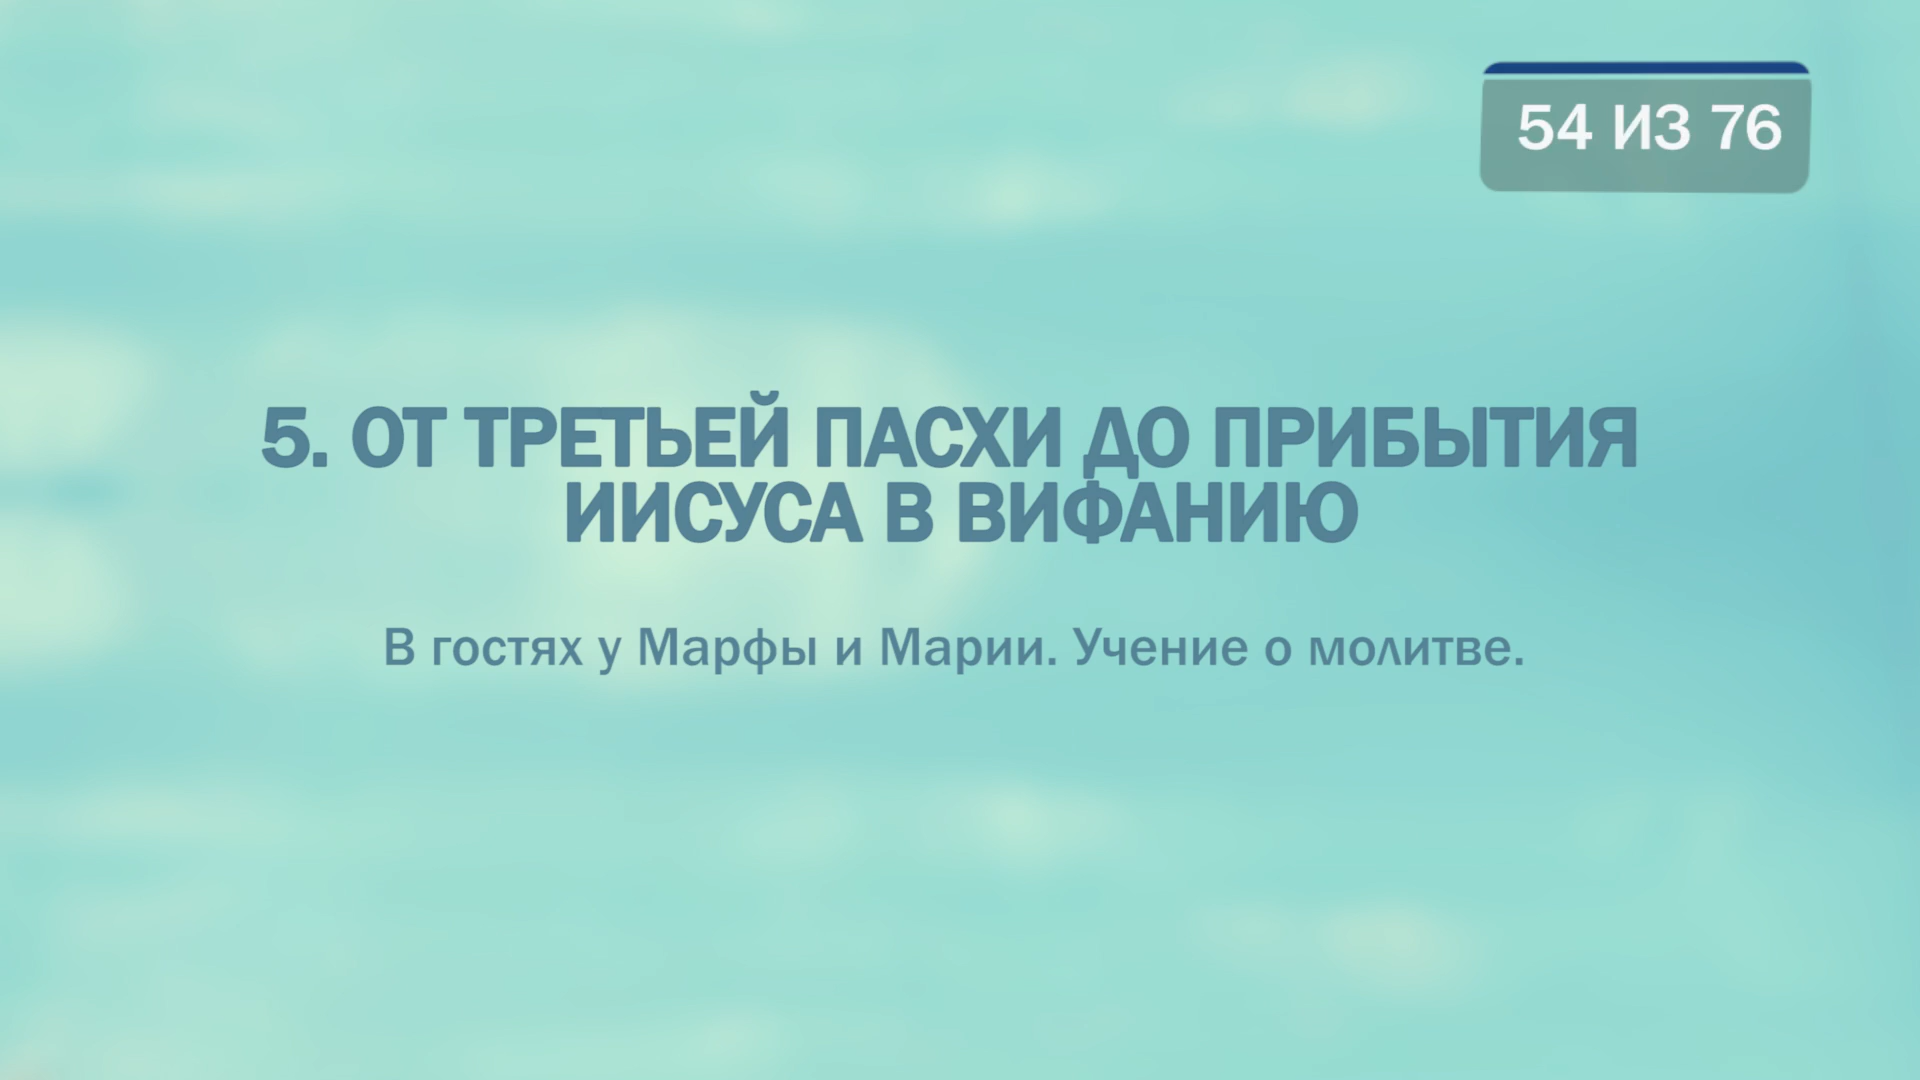 54 ИЗ 76
5. ОТ ТРЕТЬЕЙ ПАСХИ ДО ПРИБЫТИЯ
ИИСУСА В ВИФАНИЮ
В гостях у Марфы и Марии. Учение о молитве.